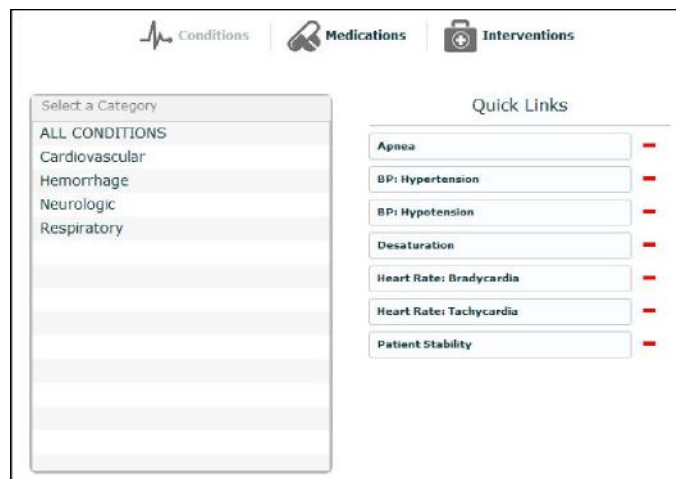 Conditions
Medications
Interventions
Select a Category
ALL CONDITIONS
Cardiovascular
Hemorrhage
Neurologic
Respiratory
Quick Links
Apnea
BP: Hypertension
BP: Hypotension
Desaturation
Heart Rate: Bradycardia
Heart Rate: Tachycardia
Patient Stability